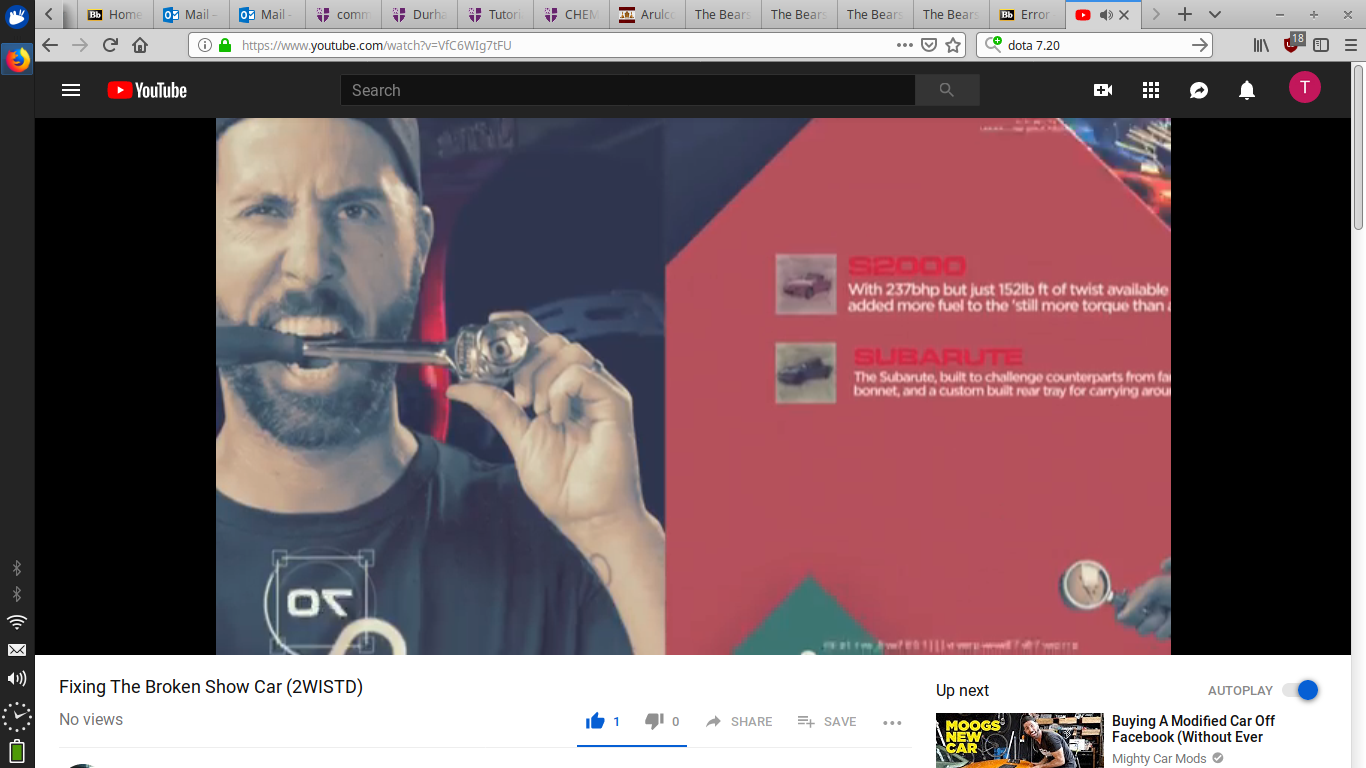 Home
Mail –
Mail –
comm
Durha
Tutori
CHEM
Arulco
The Bears
The Bears
The Bears
The Bears
Error
https://www.youtube.com/watch?v=VfC6WIg7tFU
dota 7.20
18
YouTube
Search
T
S2000
With 237bhp but just 152lb ft of twist available
added more fuel to the 'still more torque than a
SUBARUTE
The Subarute, built to challenge counterparts from fa
bonnet, and a custom built rear tray for carrying arou
Fixing The Broken Show Car (2WISTD)
No views
1
0
SHARE
SAVE
Up next
AUTOPLAY
MOOG'S
NEW
CAR
Buying A Modified Car Off
Facebook (Without Ever
Mighty Car Mods